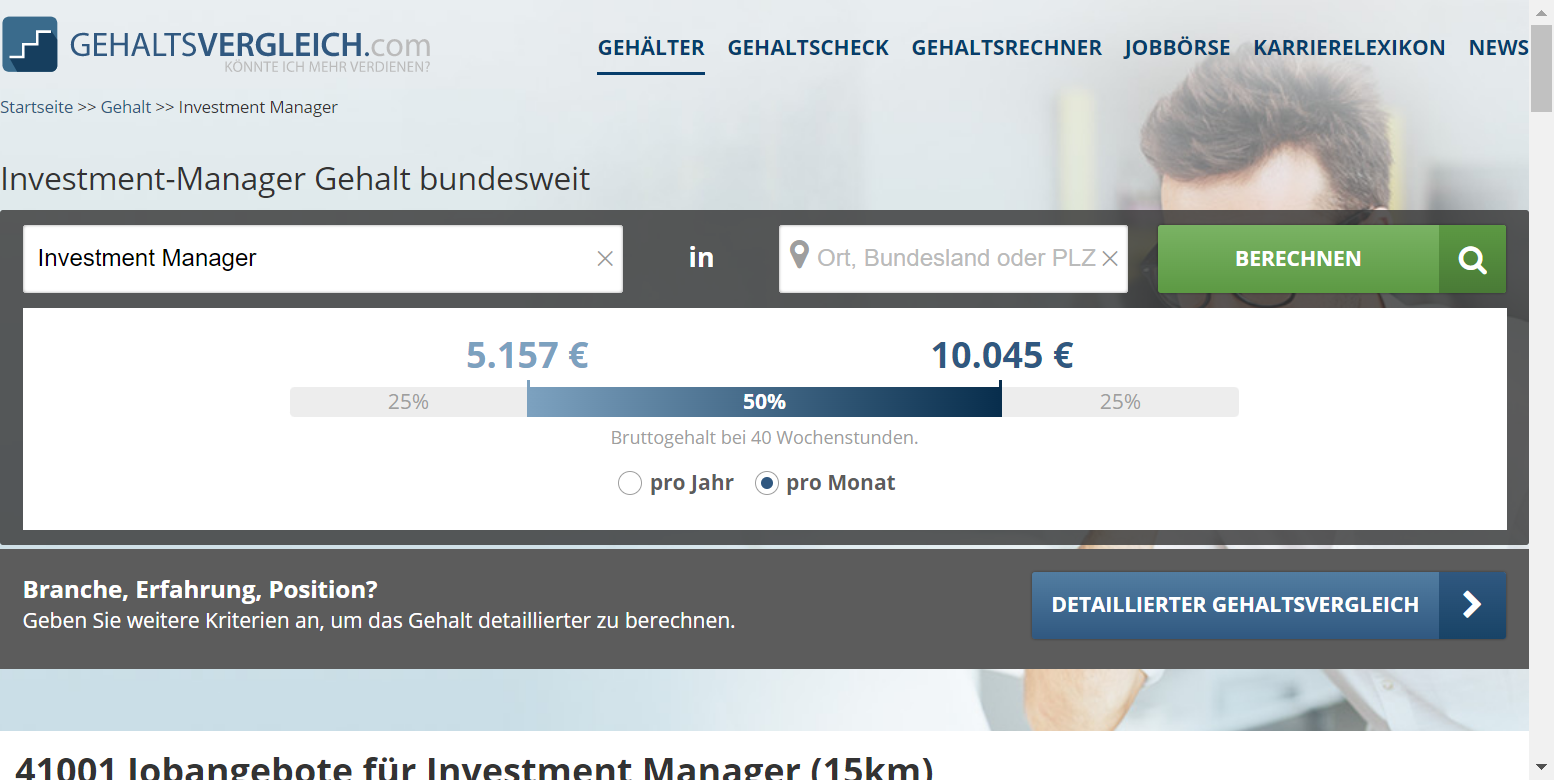 GEHALTSVERGLEICH.com
KÖNNTE ICH MEHR VERDIENEN?
GEHÄLTER GEHALTSCHECK GEHALTSRECHNER JOBBÖRSE KARRIERELEXIKON NEWS
Startseite >> Gehalt >> Investment Manager
Investment-Manager Gehalt bundesweit
Investment Manager in Ort, Bundesland oder PLZ BERECHNEN
5.157 € 10.045 €
25% 50% 25%
Bruttogehalt bei 40 Wochenstunden.
pro Jahr pro Monat
Branche, Erfahrung, Position?
Geben Sie weitere Kriterien an, um das Gehalt detaillierter zu berechnen.
DETAILLIERTER GEHALTSVERGLEICH
41001 Jobangebote für Investment Manager (15km)